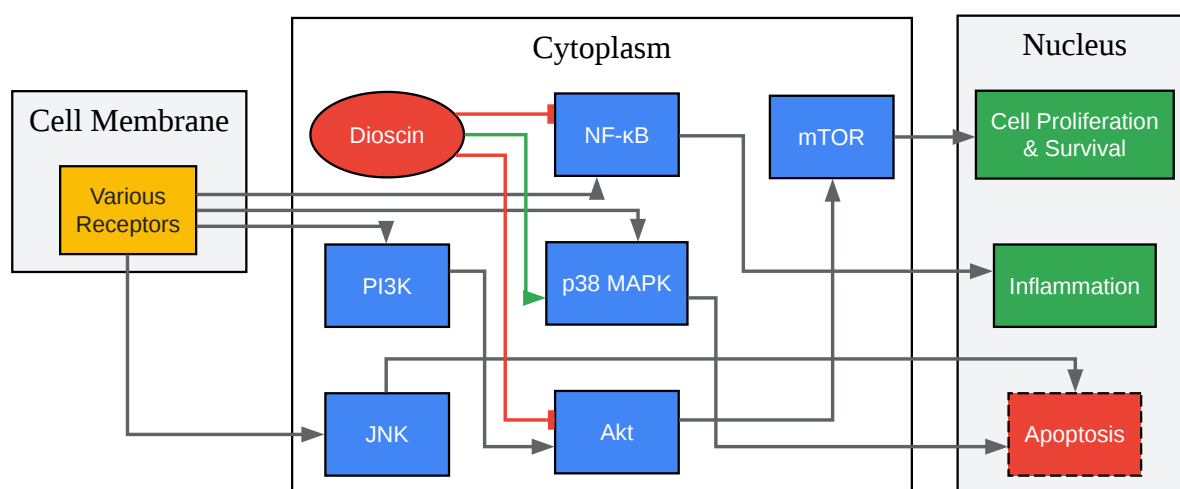 Cell Membrane
Various
Receptors
Cytoplasm
Dioscin
NF-κB
mTOR
PI3K
p38 MAPK
JNK
Akt
Nucleus
Cell Proliferation
& Survival
Inflammation
Apoptosis